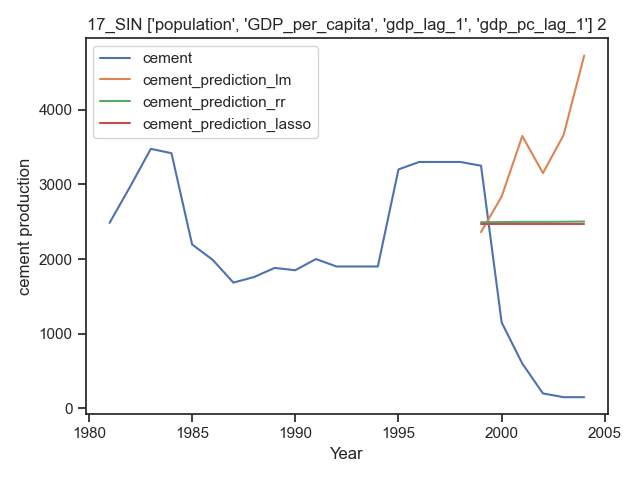 17_SIN ['population', 'GDP_per_capita', 'gdp_lag_1', 'gdp_pc_lag_1'] 2
cement
cement_prediction_lm
cement_prediction_rr
cement_prediction_lasso
cement production
4000
3000
2000
1000
0
1980
1985
1990
1995
2000
2005
Year